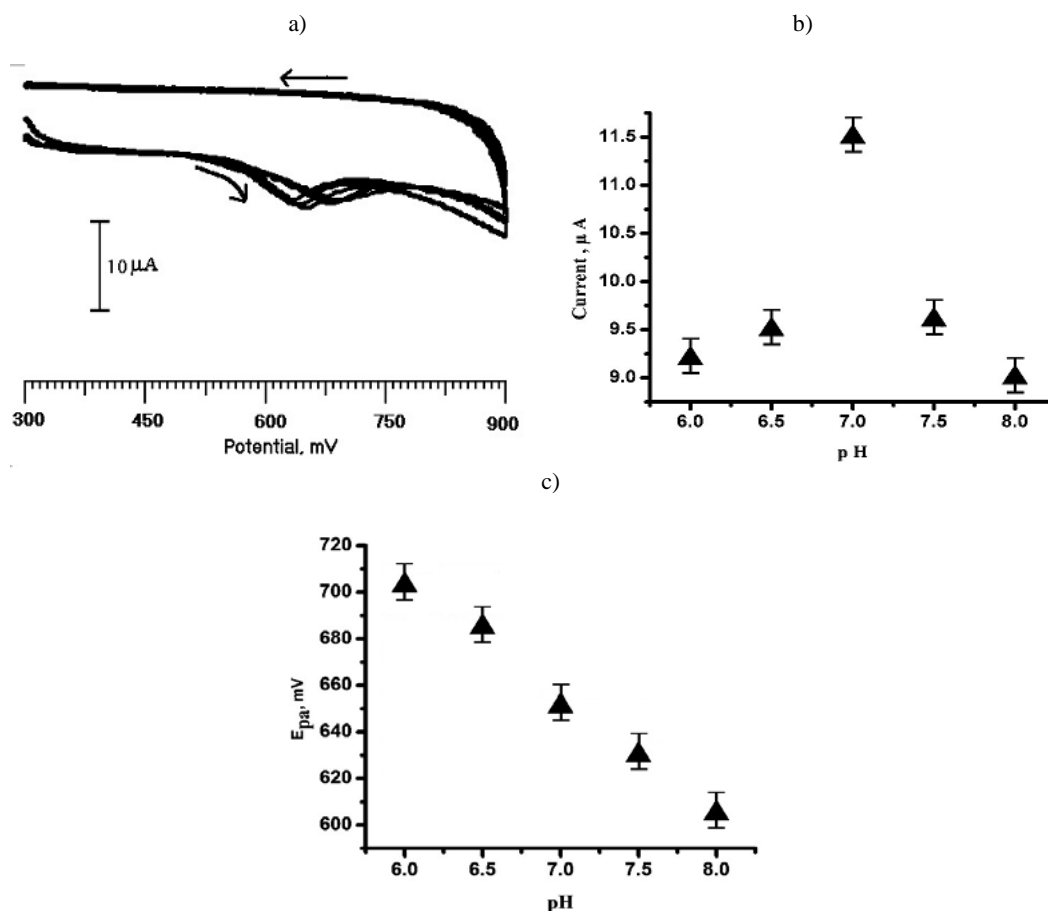 a)
b)
10 μA
300 450 600 750 900
Potential, mV
11.5
11.0
10.5
10.0
9.5
9.0
Current, μ A
6.0 6.5 7.0 7.5 8.0
p H
c)
720
700
680
660
640
620
600
Epa, mV
6.0 6.5 7.0 7.5 8.0
pH